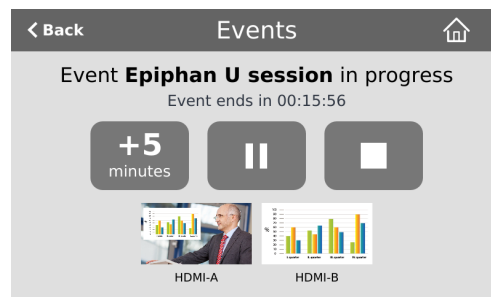 Back
Events
Event Epiphan U session in progress
Event ends in 00:15:56
+5
minutes
HDMI-A
HDMI-B